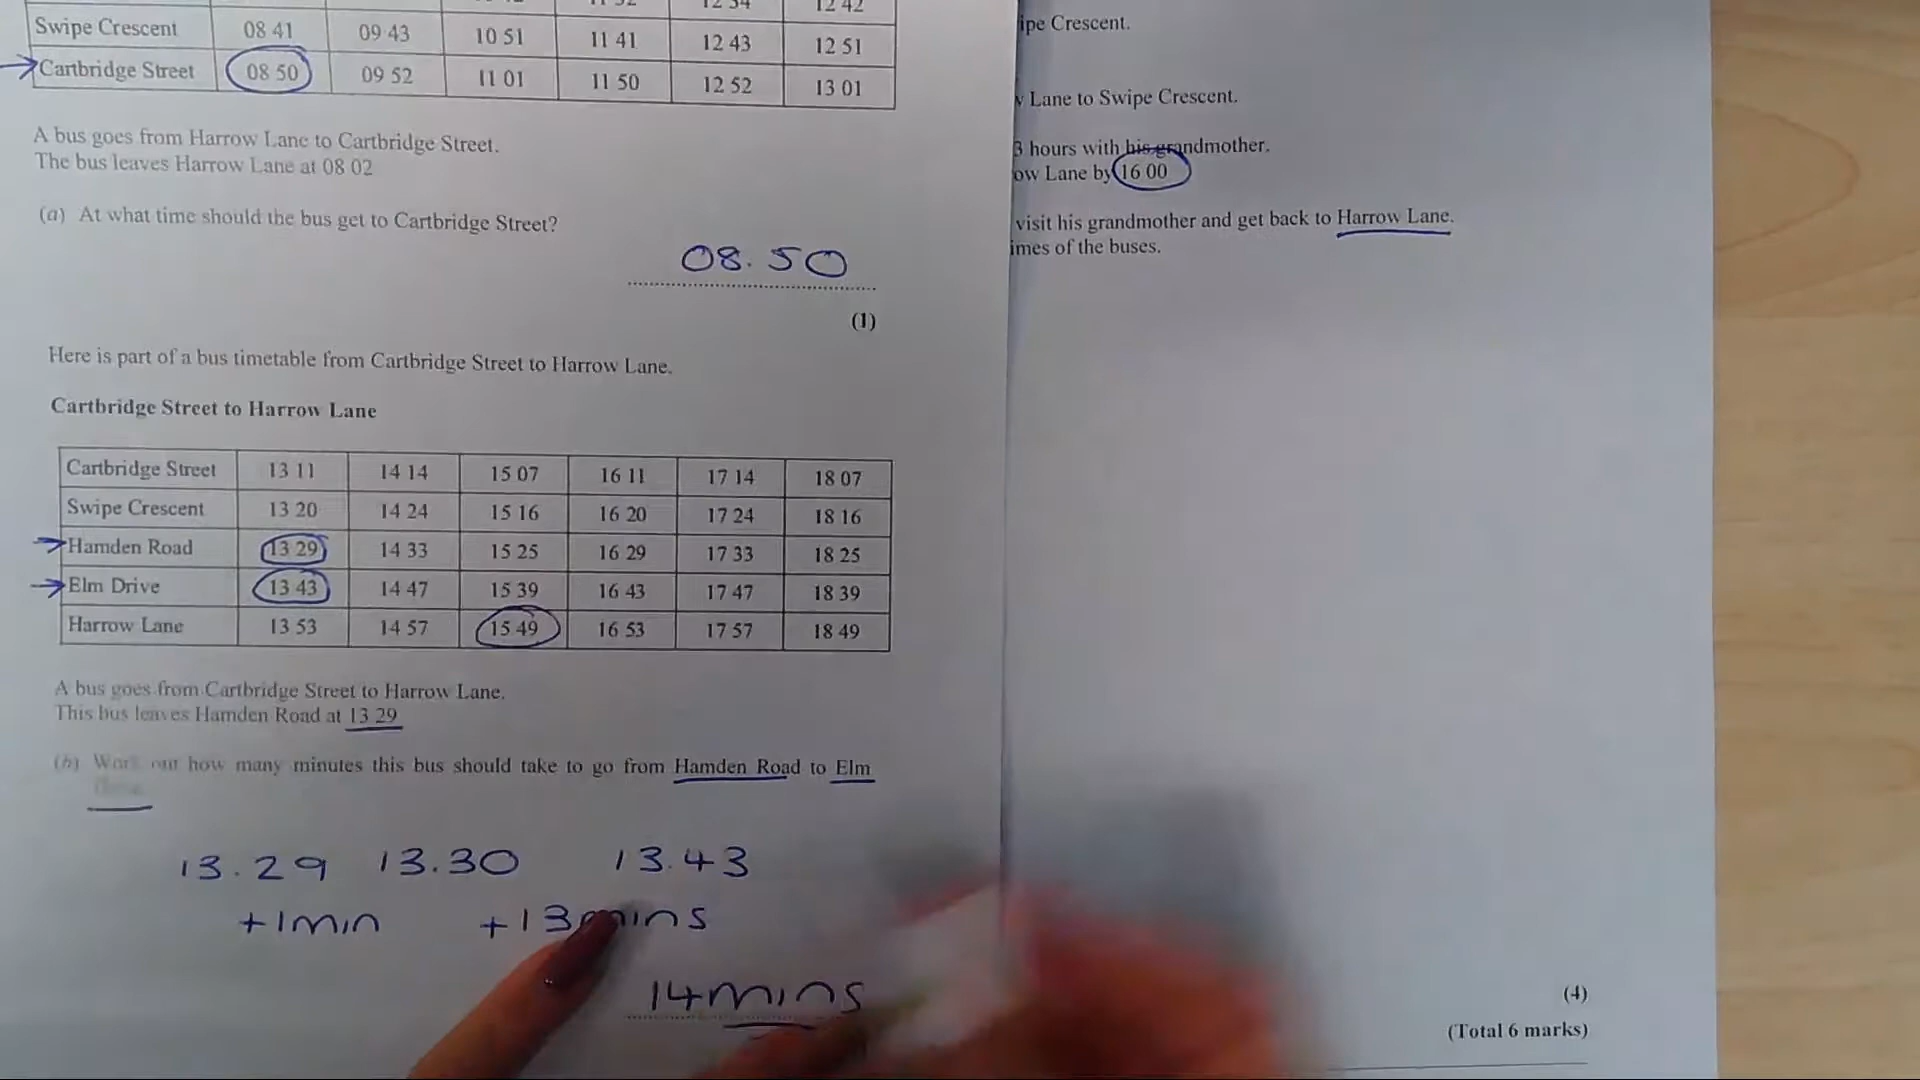 12 42
Swipe Crescent 08 41 09 43 10 51 11 41 12 43 12 51
Cartbridge Street 08 50 09 52 11 01 11 50 12 52 13 01
A bus goes from Harrow Lane to Cartbridge Street.
The bus leaves Harrow Lane at 08 02
(a) At what time should the bus get to Cartbridge Street?
08.50
(1)
Here is part of a bus timetable from Cartbridge Street to Harrow Lane.
Cartbridge Street to Harrow Lane
Cartbridge Street 13 11 14 14 15 07 16 11 17 14 18 07
Swipe Crescent 13 20 14 24 15 16 16 20 17 24 18 16
Hamden Road 13 29 14 33 15 25 16 29 17 33 18 25
Elm Drive 13 43 14 47 15 39 16 43 17 47 18 39
Harrow Lane 13 53 14 57 15 49 16 53 17 57 18 49
A bus goes from Cartbridge Street to Harrow Lane.
This bus leaves Hamden Road at 13 29
(b) Work out how many minutes this bus should take to go from Hamden Road to Elm
13.29 13.30 13.43
+1min +13mins
14mins
ipe Crescent.
Lane to Swipe Crescent.
3 hours with his grandmother.
ow Lane by 16 00
visit his grandmother and get back to Harrow Lane.
imes of the buses.
(4)
(Total 6 marks)